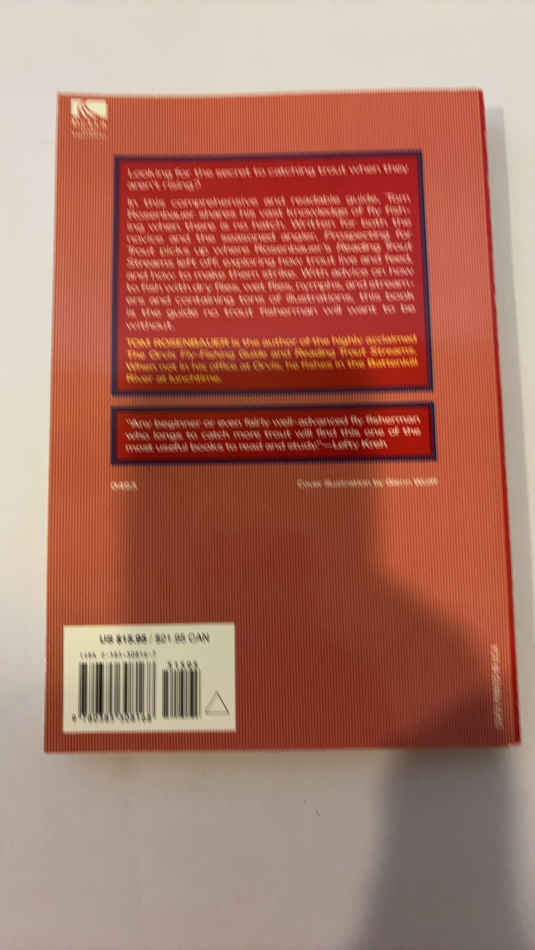 Looking for the secret to catching trout when they
aren't rising?
In this comprehensive and readable guide, Tom
Rosenbauer shares his vast knowledge of fly fish-
ing when there is no hatch. Written for both the
novice and the seasoned angler, Prospecting for
Trout picks up where Rosenbauer's Reading Trout
Streams left off, exploring how trout live and feed,
and how to make them strike. With advice on how
to fish with dry flies, wet flies, nymphs, and stream-
ers and containing tons of illustrations, this book
is the guide no trout fisherman will want to be
without.
TOM ROSENBAUER is the author of the highly acclaimed
The Orvis Fly-Fishing Guide and Reading Trout Streams.
When not in his office at Orvis, he fishes in the Battenkill
River at lunchtime.
"Any beginner or even fairly well-advanced fly fisherman
who longs to catch more trout will find this one of the
most useful books to read and study."—Lefty Kreh
0493
Cover illustration by
US $15.95 / $21.95 CAN
ISBN
51595